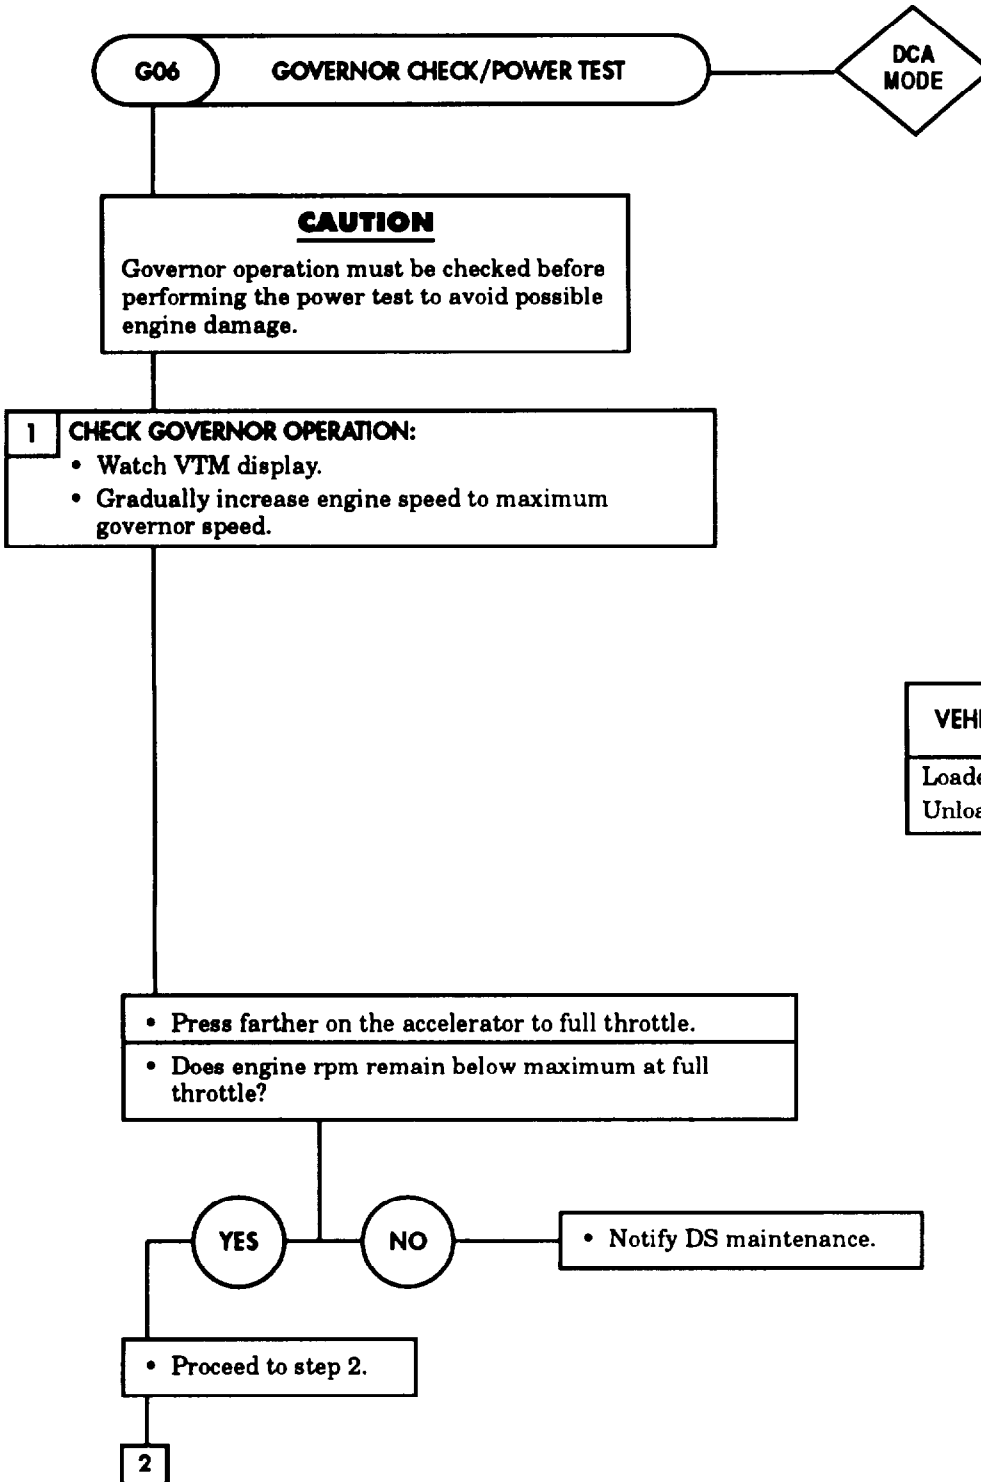 G06 GOVERNOR CHECK/POWER TEST
DCA
MODE
CAUTION
Governor operation must be checked before
performing the power test to avoid possible
engine damage.
1 CHECK GOVERNOR OPERATION:
• Watch VTM display.
• Gradually increase engine speed to maximum
governor speed.
VEHI
Loade
Unloa
• Press farther on the accelerator to full throttle.
• Does engine rpm remain below maximum at full
throttle?
YES
NO
• Notify DS maintenance.
• Proceed to step 2.
2